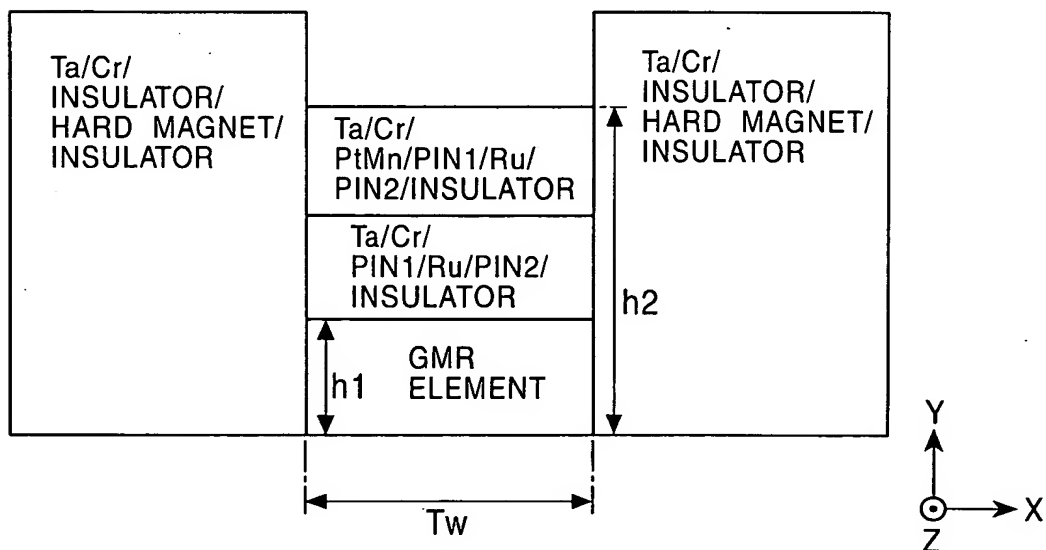 Ta/Cr/
INSULATOR/
HARD MAGNET/
INSULATOR
Ta/Cr/
PtMn/PIN1/Ru/
PIN2/INSULATOR
Ta/Cr/
PIN1/Ru/PIN2/
INSULATOR
GMR
ELEMENT
h1
h2
Ta/Cr/
INSULATOR/
HARD MAGNET/
INSULATOR
Tw
Y
X
Z